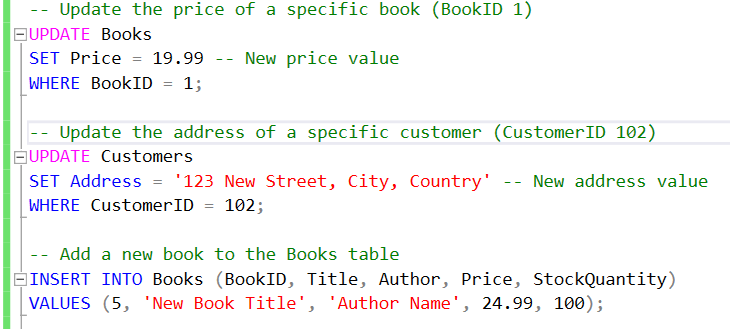 -- Update the price of a specific book (BookID 1)
UPDATE Books
SET Price = 19.99 -- New price value
WHERE BookID = 1;
-- Update the address of a specific customer (CustomerID 102)
UPDATE Customers
SET Address = '123 New Street, City, Country' -- New address value
WHERE CustomerID = 102;
-- Add a new book to the Books table
INSERT INTO Books (BookID, Title, Author, Price, StockQuantity)
VALUES (5, 'New Book Title', 'Author Name', 24.99, 100);